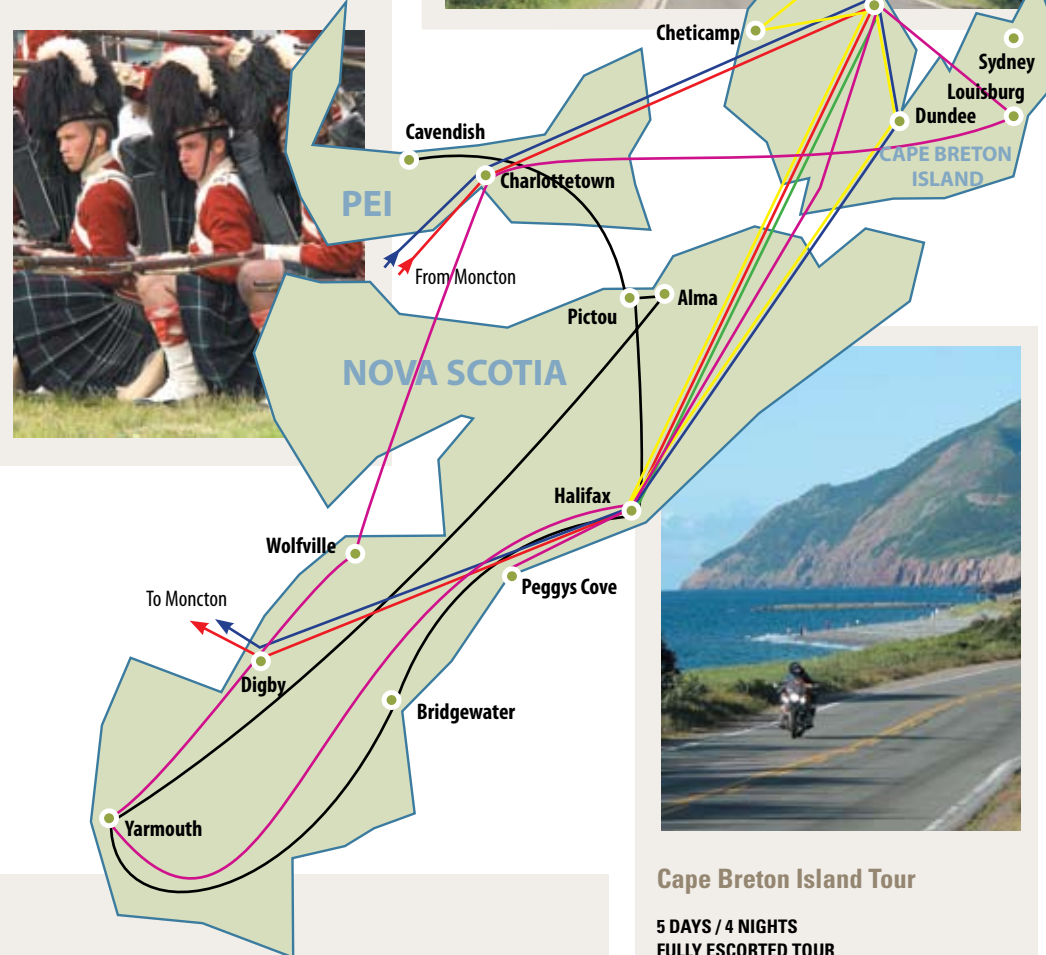 Cheticamp
Sydney
Louisburg
Dundee
Cavendish
CAPE BRETON
ISLAND
Charlottetown
PEI
From Moncton
Alma
Pictou
NOVA SCOTIA
Halifax
Wolfville
Peggys Cove
To Moncton
Digby
Bridgewater
Yarmouth
Cape Breton Island Tour
5 DAYS / 4 NIGHTS
FULLY ESCORTED TOUR